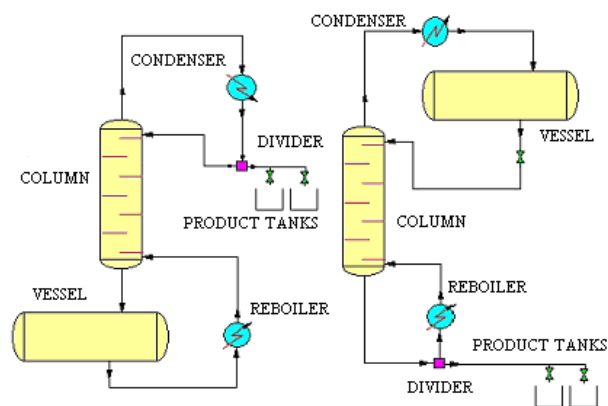 CONDENSER
DIVIDER
COLUMN
PRODUCT TANKS
VESSEL
REBOILER
CONDENSER
VESSEL
COLUMN
REBOILER
PRODUCT TANKS
DIVIDER